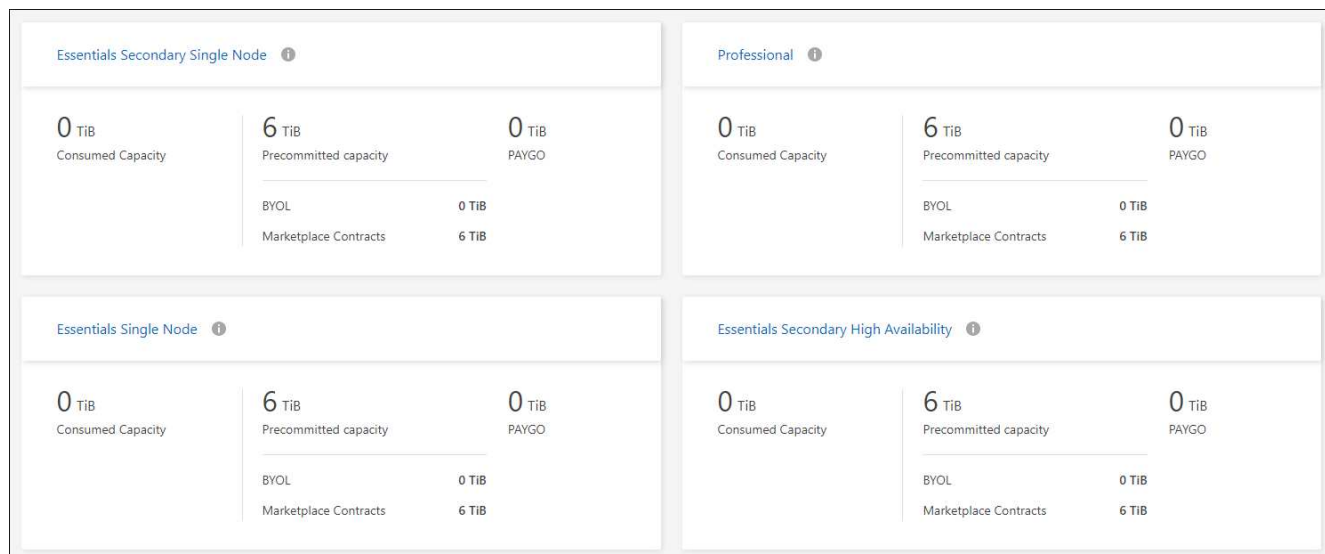 Essentials Secondary Single Node
0 TiB
Consumed Capacity
6 TiB
Precommitted capacity
BYOL 0 TiB
Marketplace Contracts 6 TiB
0 TiB
PAYGO
Professional
0 TiB
Consumed Capacity
6 TiB
Precommitted capacity
BYOL 0 TiB
Marketplace Contracts 6 TiB
0 TiB
PAYGO
Essentials Single Node
0 TiB
Consumed Capacity
6 TiB
Precommitted capacity
BYOL 0 TiB
Marketplace Contracts 6 TiB
0 TiB
PAYGO
Essentials Secondary High Availability
0 TiB
Consumed Capacity
6 TiB
Precommitted capacity
BYOL 0 TiB
Marketplace Contracts 6 TiB
0 TiB
PAYGO